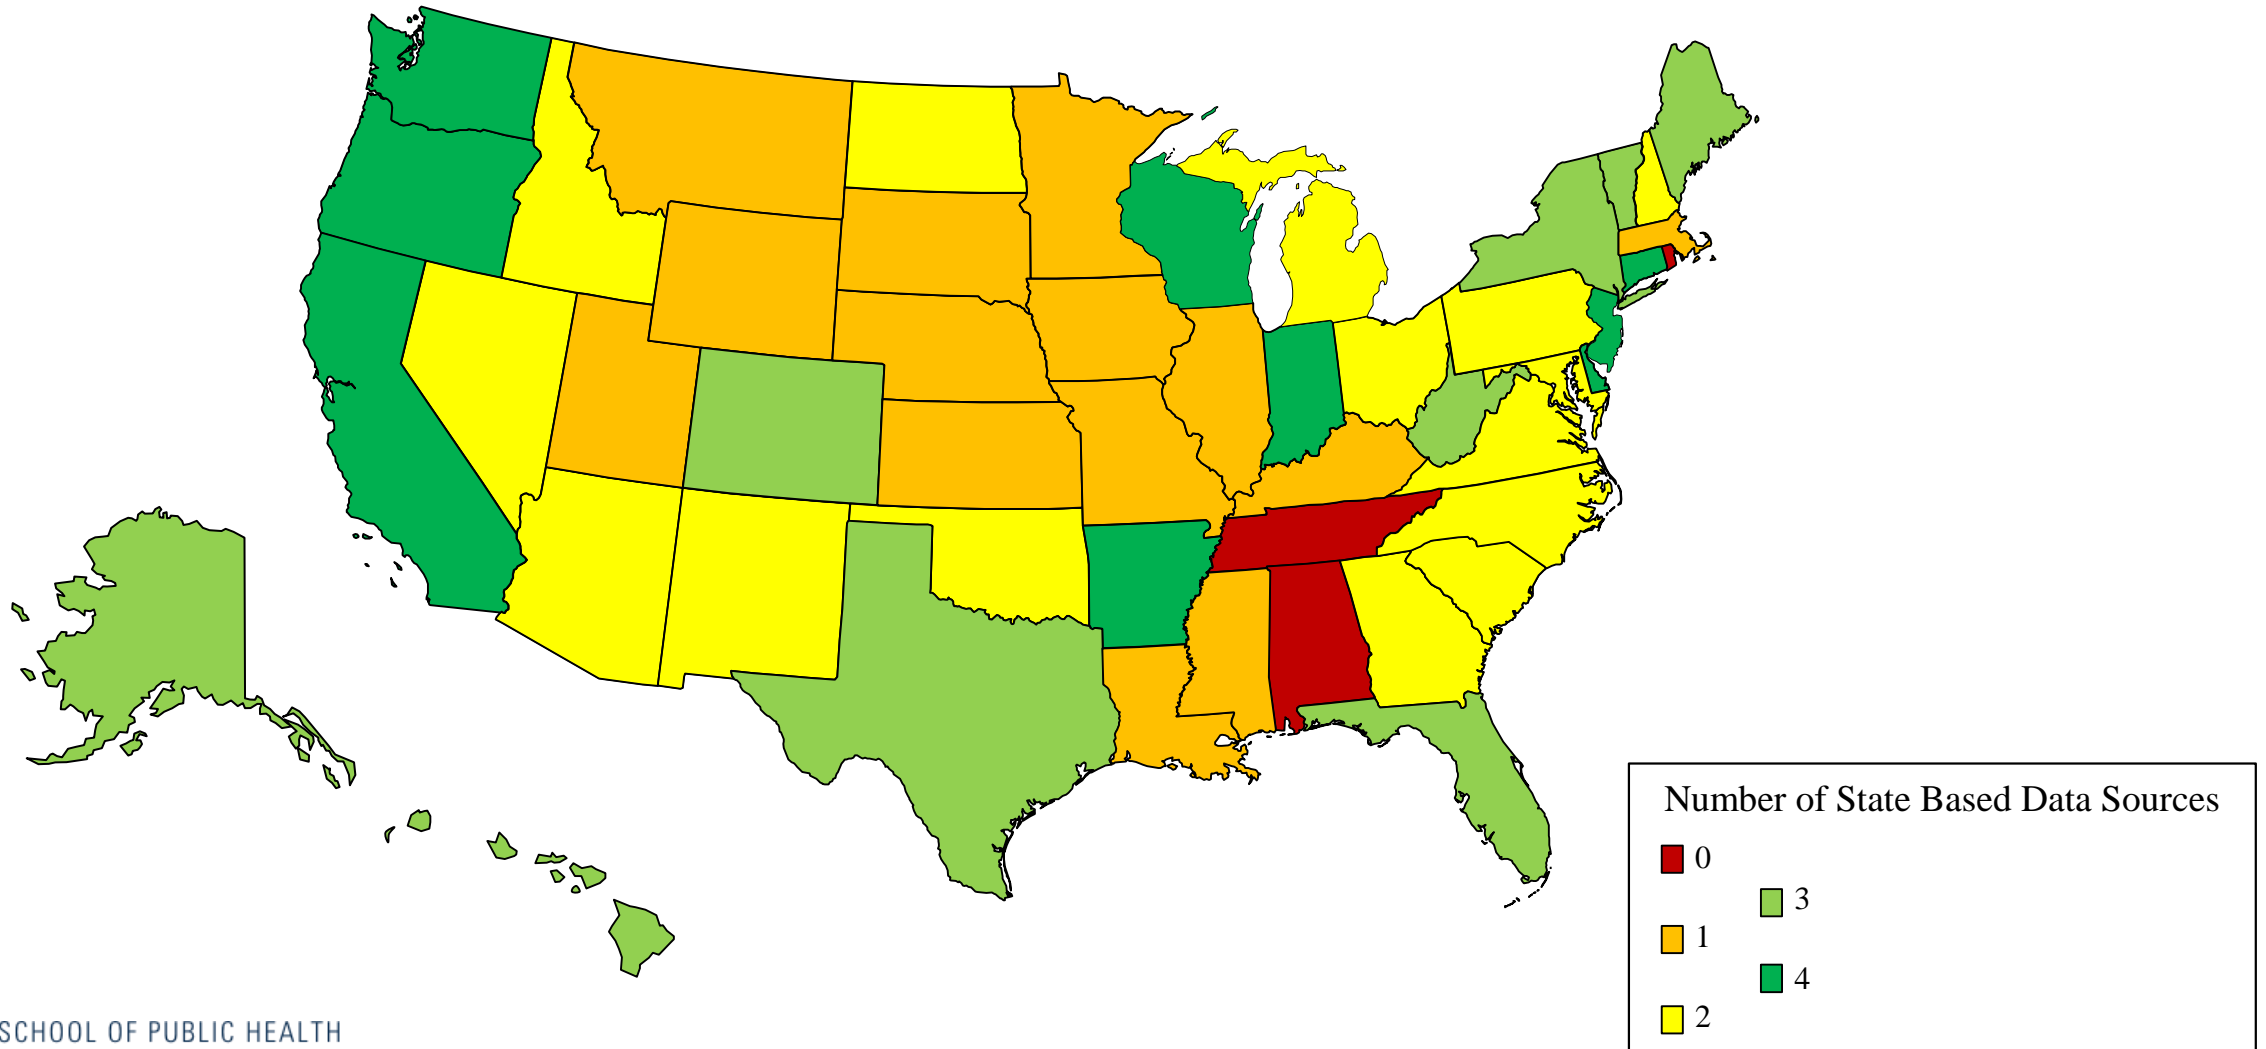 Number of State Based Data Sources
0
3
1
4
2
SCHOOL OF PUBLIC HEALTH